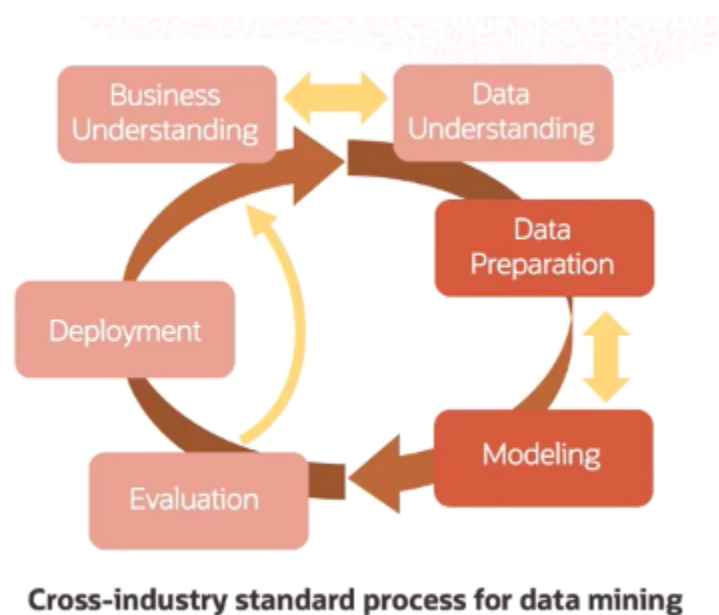 Business
Understanding
Data
Understanding
Data
Preparation
Deployment
Modeling
Evaluation
Cross-industry standard process for data mining